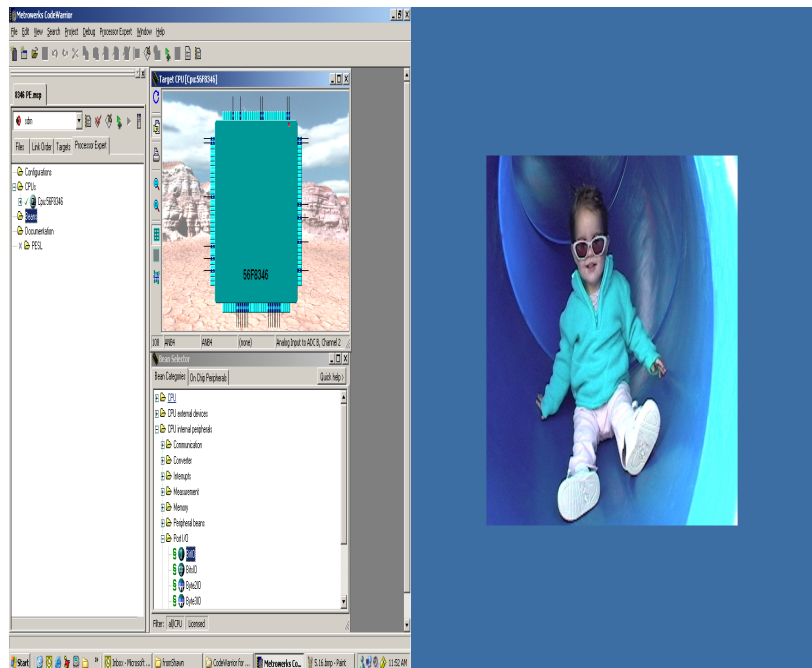 Metrowerks CodeWarrior
File Edit View Search Project Debug Processor Expert Window Help
Target CPU [Cpu:56F8346]
8346 PE.mcp
sdm
Files Link Order Targets Processor Expert
Configurations
CPUs
Cpu:56F8346
Beans
Documentation
PESL
56F8346
100 ANB4 ANB4 (none) Analog Input to ADC B, Channel 2
Bean Selector
Bean Categories On Chip Peripherals Quick help >
CPU
CPU external devices
CPU internal peripherals
Communication
Converter
Interrupts
Measurement
Memory
Peripheral beans
Port I/O
BitIO
BitsIO
Byte2IO
Byte3IO
Filter: all|CPU Licensed
Start Inbox - Microsoft ... fromShawn CodeWarrior for ... Metrowerks Co... 5.16.bmp - Paint 11:52 AM